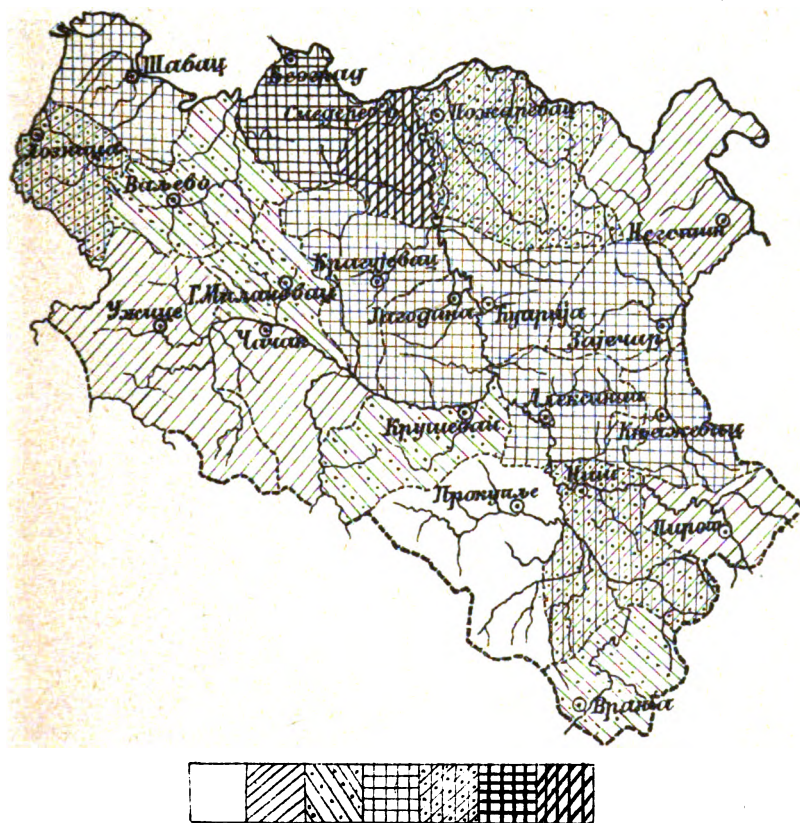 Шабац
Београд
Смедерево
Пожаревац
Лозница
Ваљево
Неготин
Крагујевац
Г. Милановац
Јагодина
Ћуприја
Ужице
Чачак
Зајечар
Алексинац
Крушевац
Књажевац
Ниш
Прокупље
Пирот
Врања